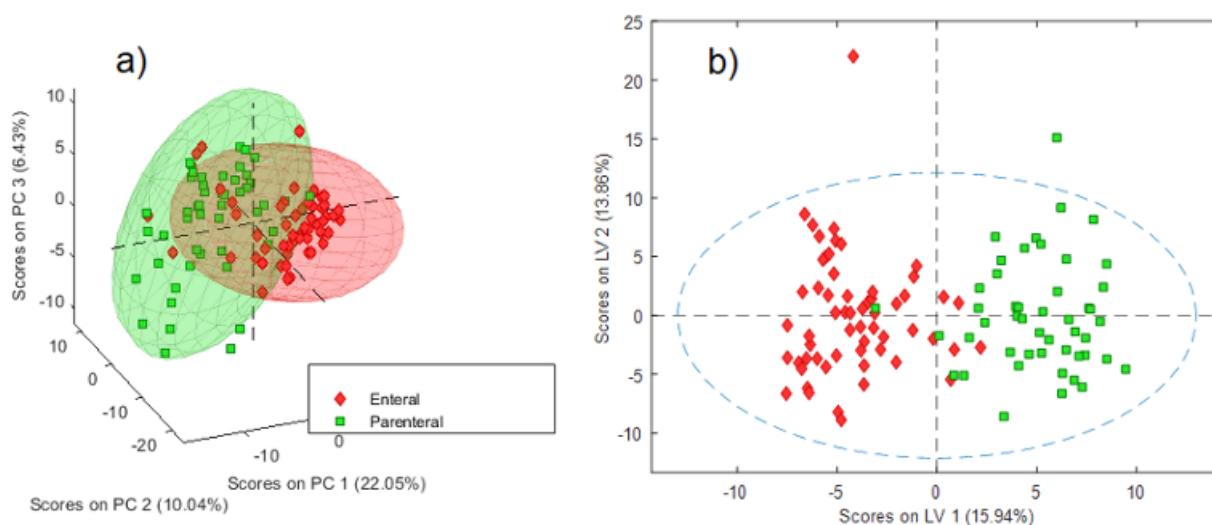 a)
Scores on PC 3 (6.43%)
10
5
0
-5
-10
10
0
-10
-20
-10
0
Scores on PC 1 (22.05%)
Scores on PC 2 (10.04%)
Enteral
Parenteral
b)
Scores on LV 2 (13.86%)
25
20
15
10
5
0
-5
-10
-10
-5
0
5
10
Scores on LV 1 (15.94%)